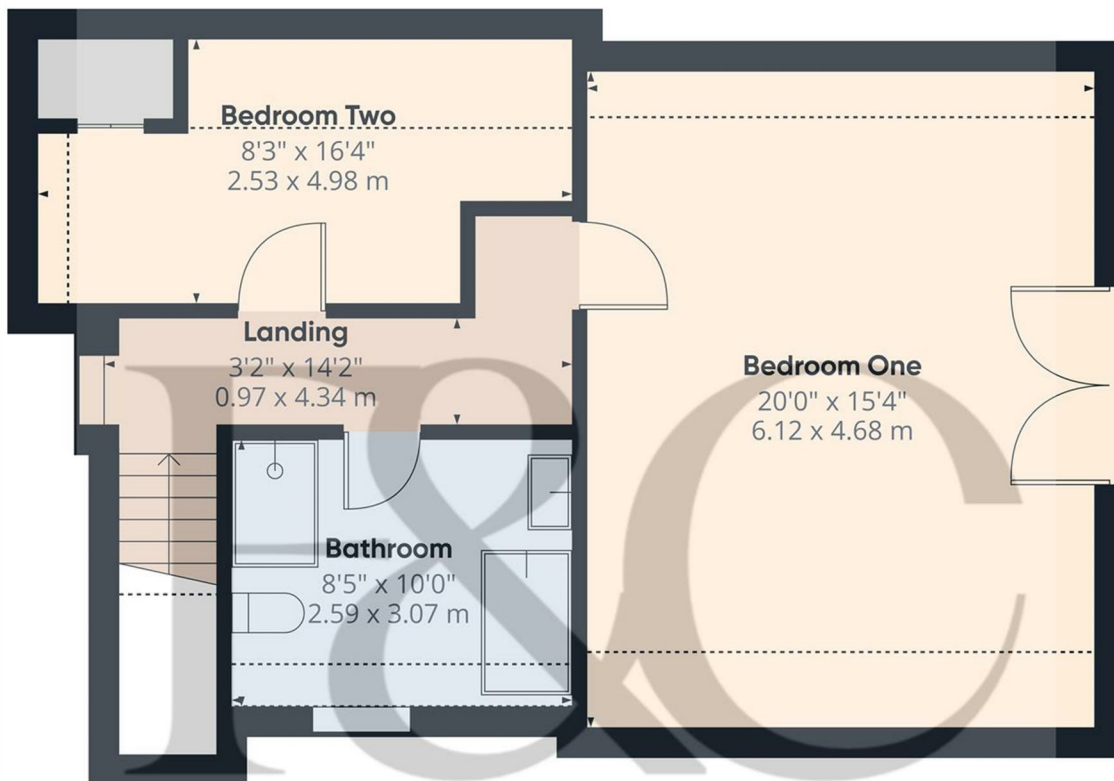 Bedroom Two
8'3" x 16'4"
2.53 x 4.98 m
Landing
3'2" x 14'2"
0.97 x 4.34 m
Bedroom One
20'0" x 15'4"
6.12 x 4.68 m
Bathroom
8'5" x 10'0"
2.59 x 3.07 m
F&C